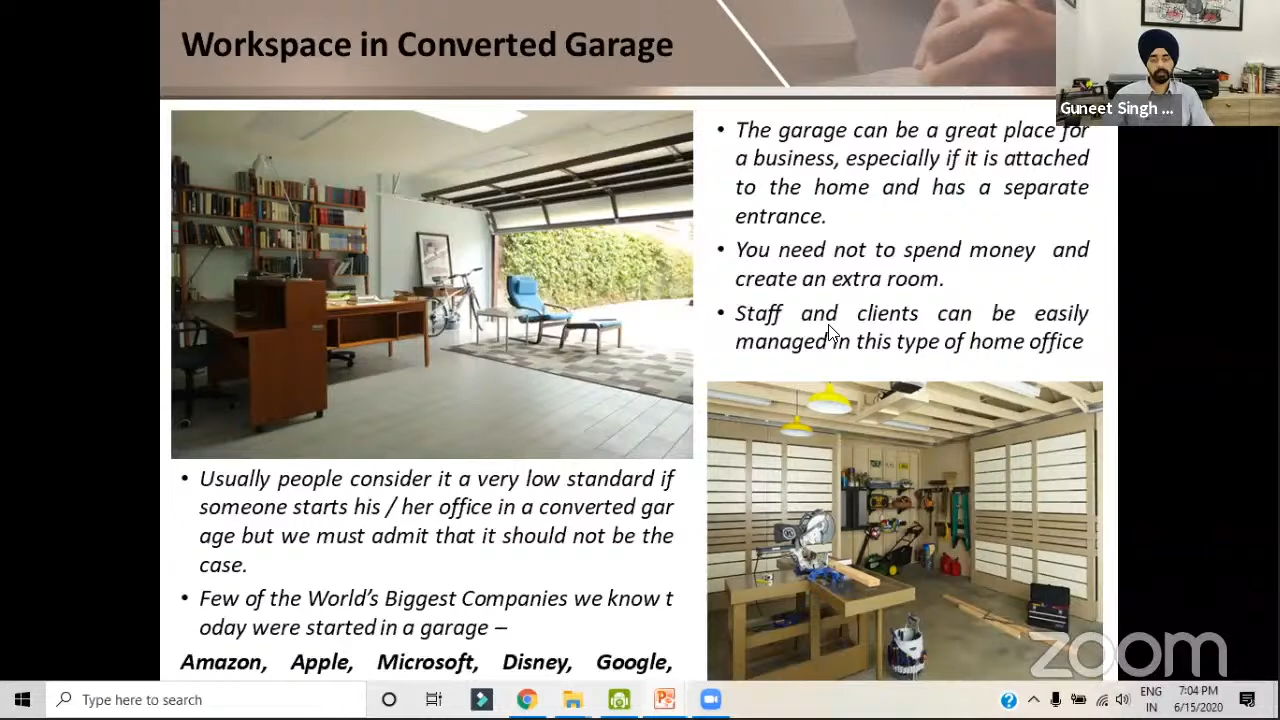 Workspace in Converted Garage
Guneet Singh ...
• The garage can be a great place for
a business, especially if it is attached
to the home and has a separate
entrance.
• You need not to spend money and
create an extra room.
• Staff and clients can be easily
managed in this type of home office
• Usually people consider it a very low standard if
someone starts his / her office in a converted gar
age but we must admit that it should not be the
case.
• Few of the World's Biggest Companies we know t
oday were started in a garage –
Amazon, Apple, Microsoft, Disney, Google,
zoom
Type here to search
ENG
IN
7:04 PM
6/15/2020